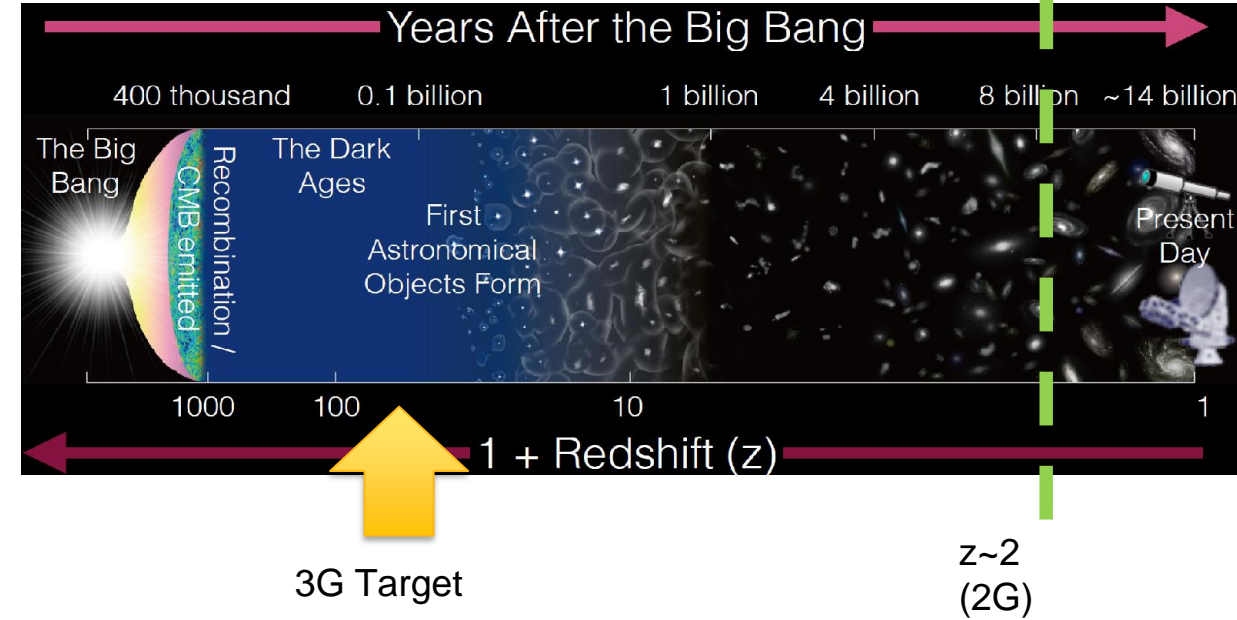 Years After the Big Bang
400 thousand 0.1 billion 1 billion 4 billion 8 billion ~14 billion
The Big
Bang
Recombination /
CMB emitted
The Dark
Ages
First
Astronomical
Objects Form
Present
Day
1000 100 10 1
1 + Redshift (z)
3G Target
z~2
(2G)